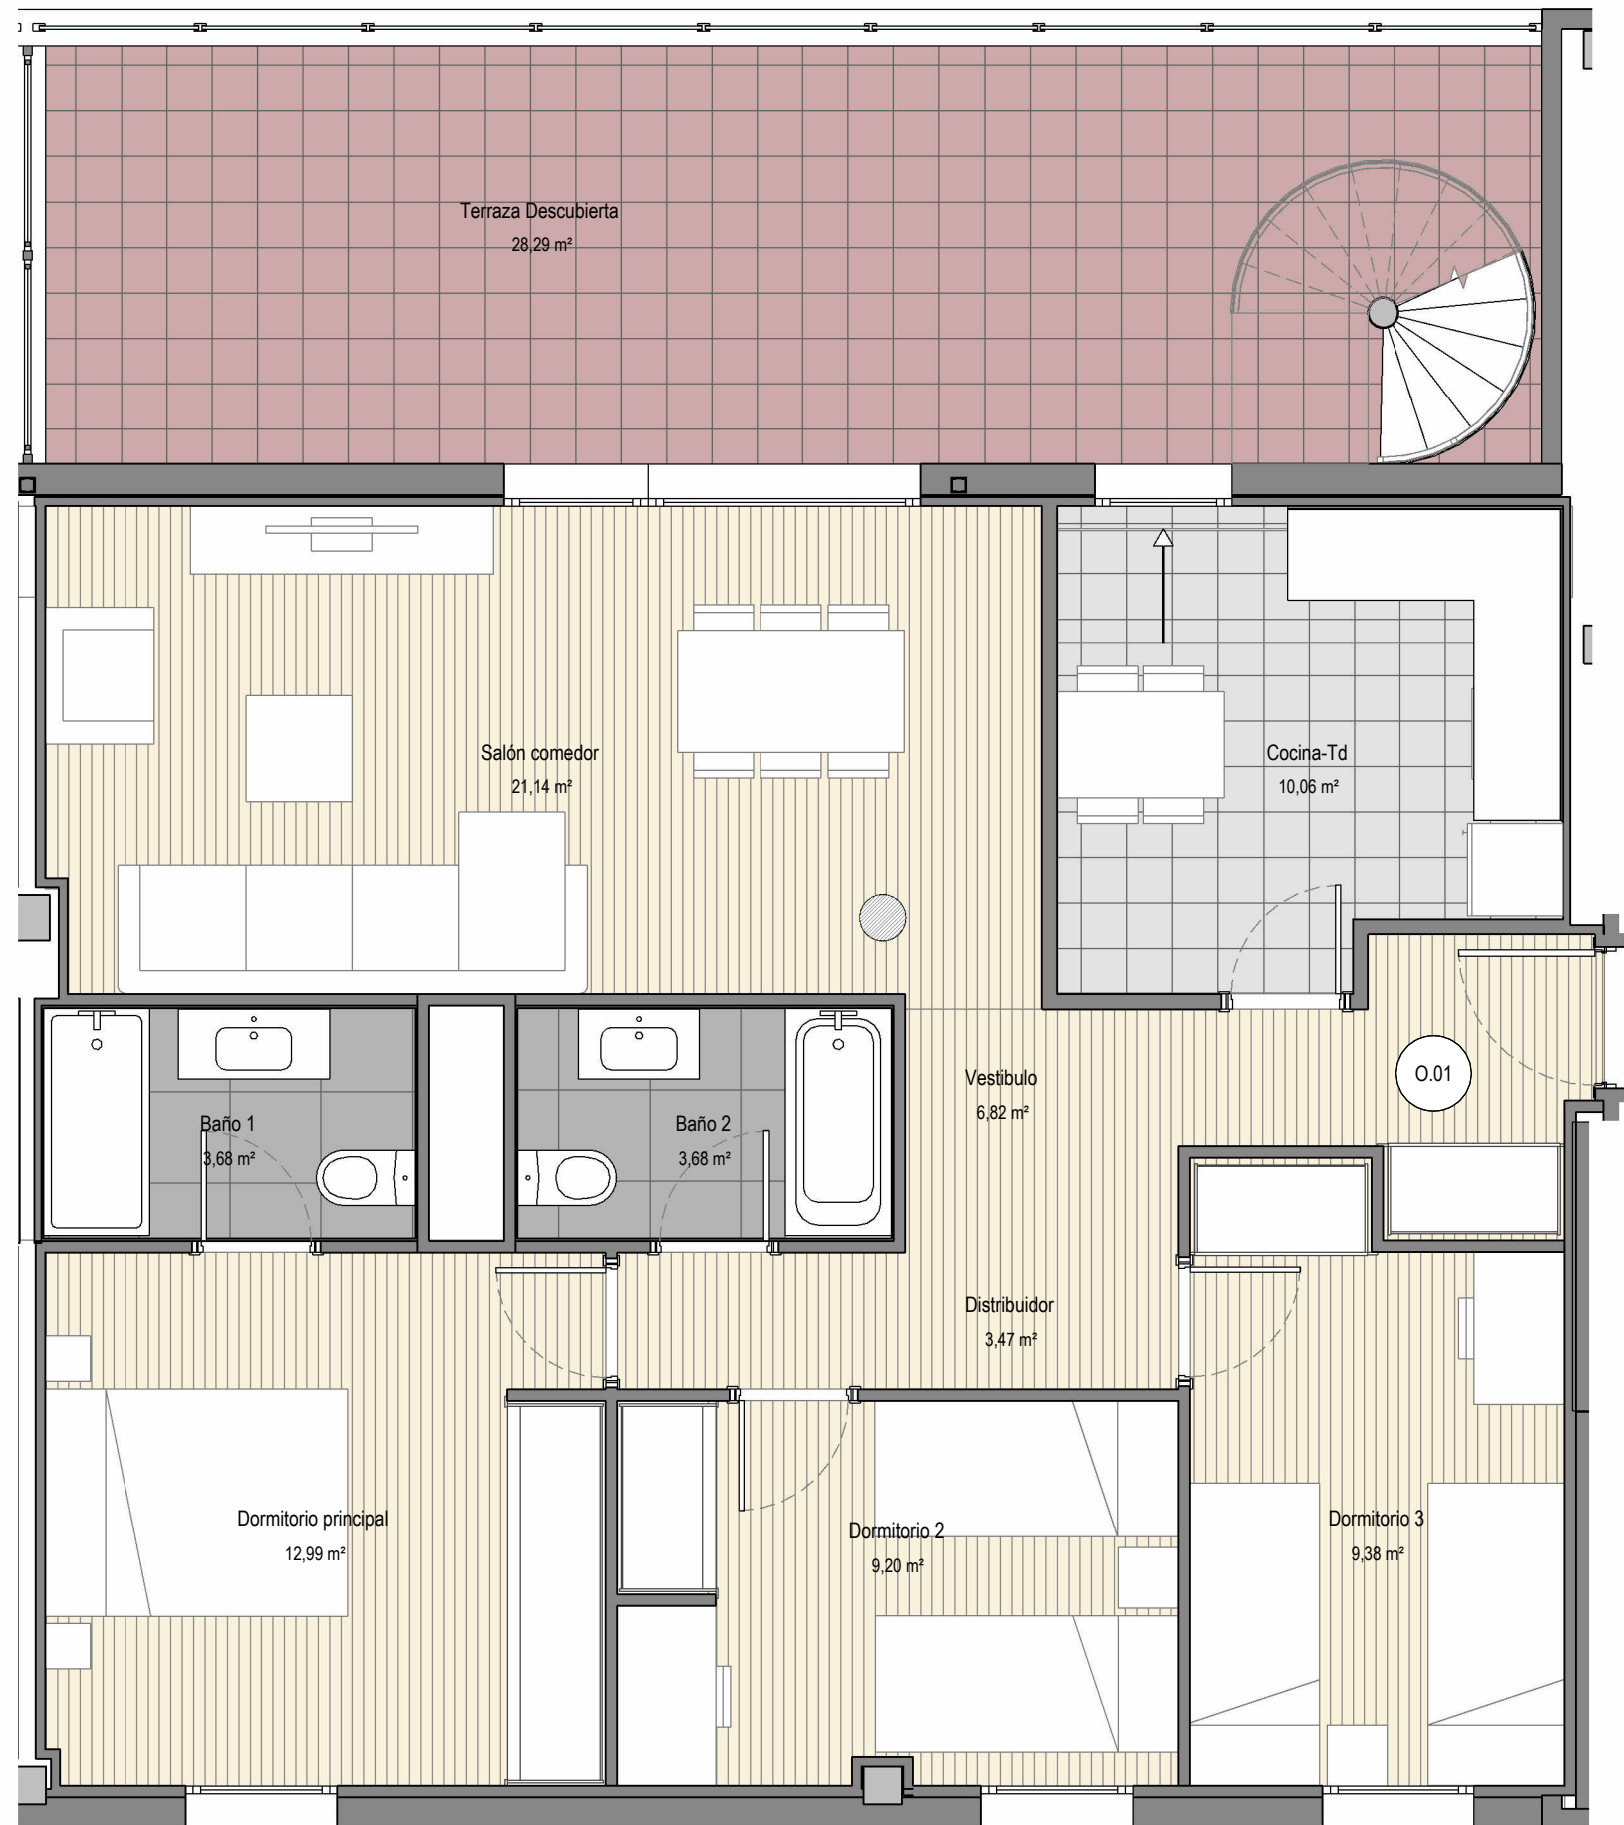 Terraza Descubierta
28,29 m²
Salón comedor
21,14 m²
Cocina-Td
10,06 m²
Vestibulo
6,82 m²
O.01
Baño 1
3,68 m²
Baño 2
3,68 m²
Distribuidor
3,47 m²
Dormitorio principal
12,99 m²
Dormitorio 2
9,20 m²
Dormitorio 3
9,38 m²